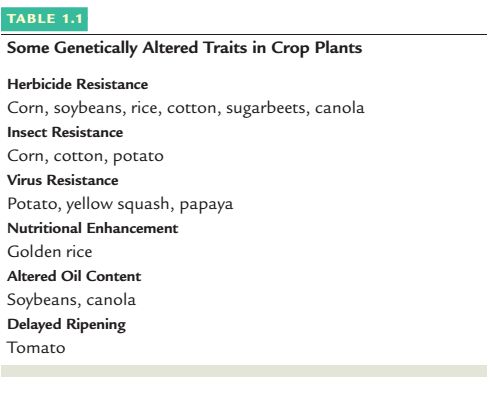 TABLE 1.1
Some Genetically Altered Traits in Crop Plants
Herbicide Resistance
Corn, soybeans, rice, cotton, sugarbeets, canola
Insect Resistance
Corn, cotton, potato
Virus Resistance
Potato, yellow squash, papaya
Nutritional Enhancement
Golden rice
Altered Oil Content
Soybeans, canola
Delayed Ripening
Tomato